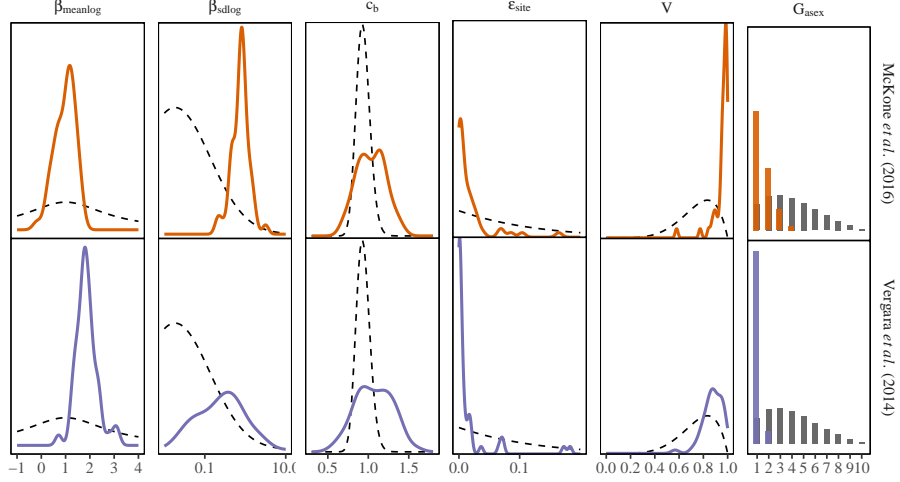 βmeanlog βsdlog cb εsite V Gasex
McKone et al. (2016)
Vergara et al. (2014)
−1 0 1 2 3 4 0.1 10.0 0.5 1.0 1.5 0.0 0.1 0.0 0.2 0.4 0.6 0.8 1.0 1 2 3 4 5 6 7 8 9 10